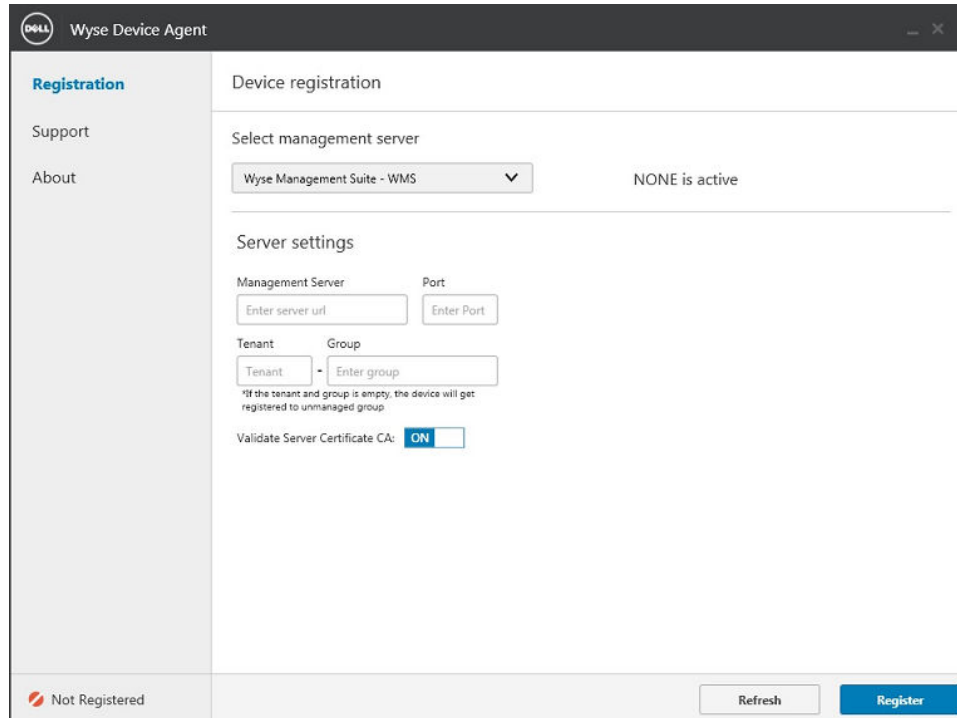 DELL
Wyse Device Agent
Registration
Support
About
Device registration
Select management server
Wyse Management Suite - WMS
NONE is active
Server settings
Management Server
Port
Enter server url
Enter Port
Tenant
Group
Tenant
-
Enter group
*If the tenant and group is empty, the device will get
registered to unmanaged group
Validate Server Certificate CA:
ON
Not Registered
Refresh
Register